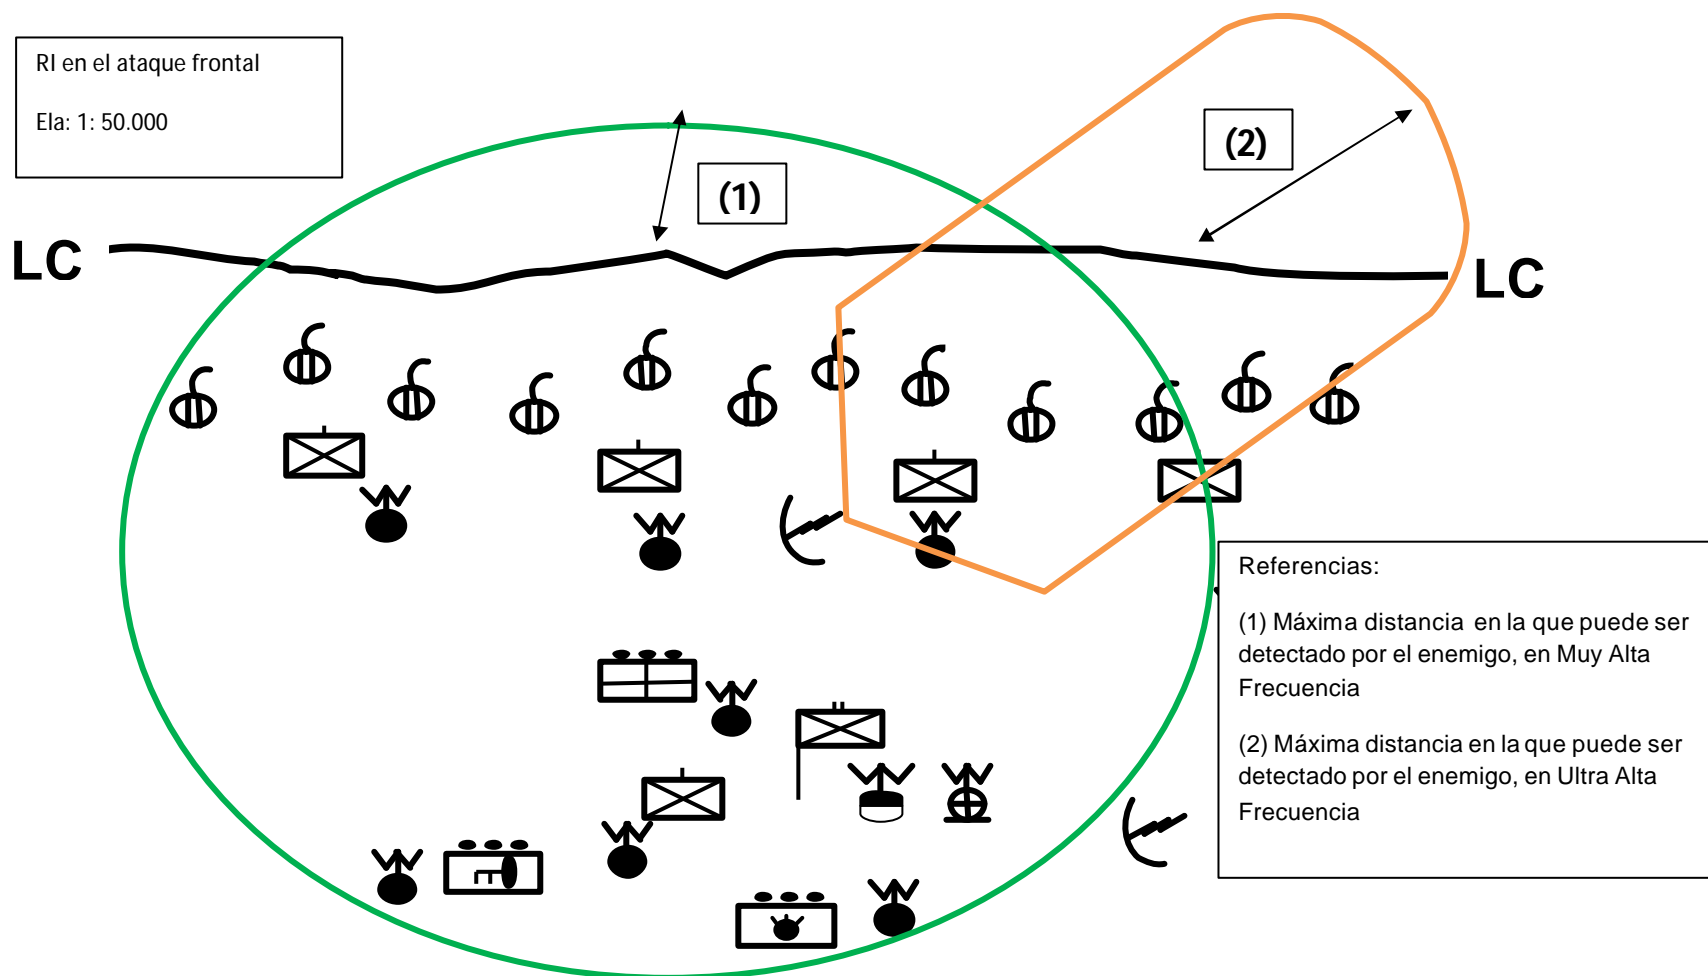 RI en el ataque frontal
Ela: 1: 50.000
(1)
(2)
LC
LC
Referencias:
(1) Máxima distancia en la que puede ser
detectado por el enemigo, en Muy Alta
Frecuencia
(2) Máxima distancia en la que puede ser
detectado por el enemigo, en Ultra Alta
Frecuencia